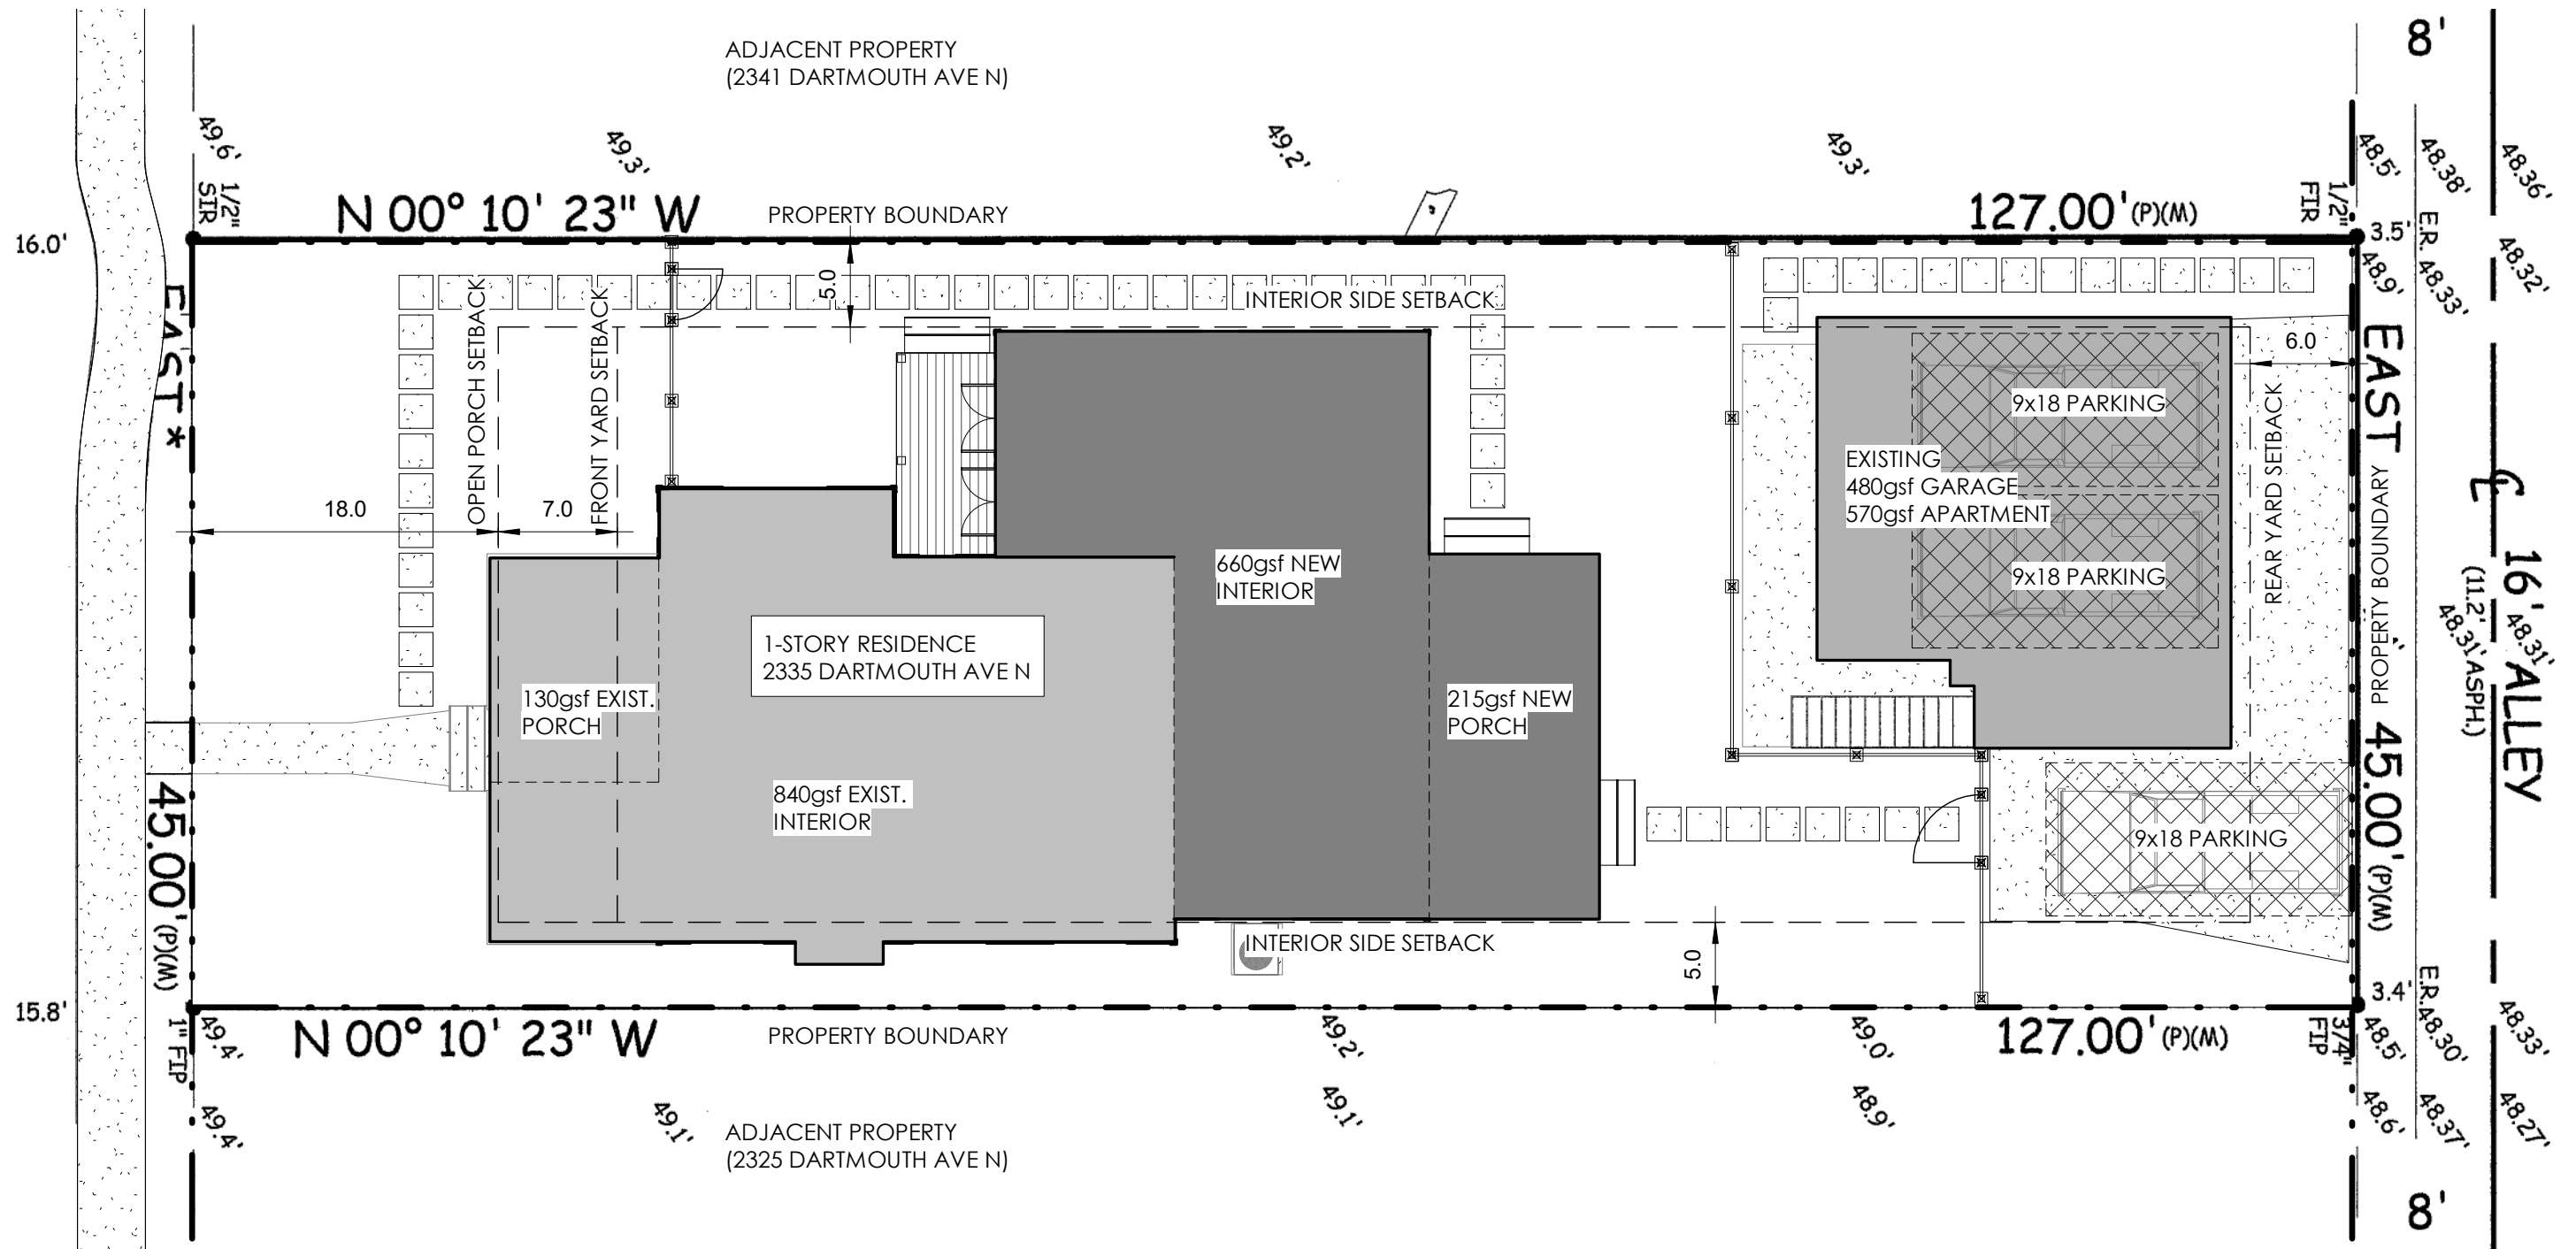 ADJACENT PROPERTY
(2341 DARTMOUTH AVE N)
8'
49.6'
49.3'
49.2'
49.3'
48.5'
48.38'
48.36'
1/2"
SIR
N 00° 10' 23" W
PROPERTY BOUNDARY
127.00' (P)(M)
1/2"
FIR
3.5'
E.R.
16.0'
48.9'
48.33'
48.32'
EAST *
OPEN PORCH SETBACK
FRONT YARD SETBACK
5.0
INTERIOR SIDE SETBACK
6.0
EAST
9x18 PARKING
REAR YARD SETBACK
EXISTING
480gsf GARAGE
570gsf APARTMENT
18.0
7.0
PROPERTY BOUNDARY
16' ALLEY
48.31'
(11.2' ASPH.)
48.31'
660gsf NEW
INTERIOR
9x18 PARKING
1-STORY RESIDENCE
2335 DARTMOUTH AVE N
130gsf EXIST.
PORCH
215gsf NEW
PORCH
840gsf EXIST.
INTERIOR
45.00' (P)(M)
9x18 PARKING
45.00' (P)(M)
INTERIOR SIDE SETBACK
5.0
15.8'
3.4'
E.R.
1" FIP
49.4'
N 00° 10' 23" W
PROPERTY BOUNDARY
49.2'
49.0'
127.00' (P)(M)
3/4"
FIP
48.5'
48.30'
48.33'
49.4'
49.1'
ADJACENT PROPERTY
(2325 DARTMOUTH AVE N)
49.1'
48.9'
48.6'
48.37'
48.27'
8'